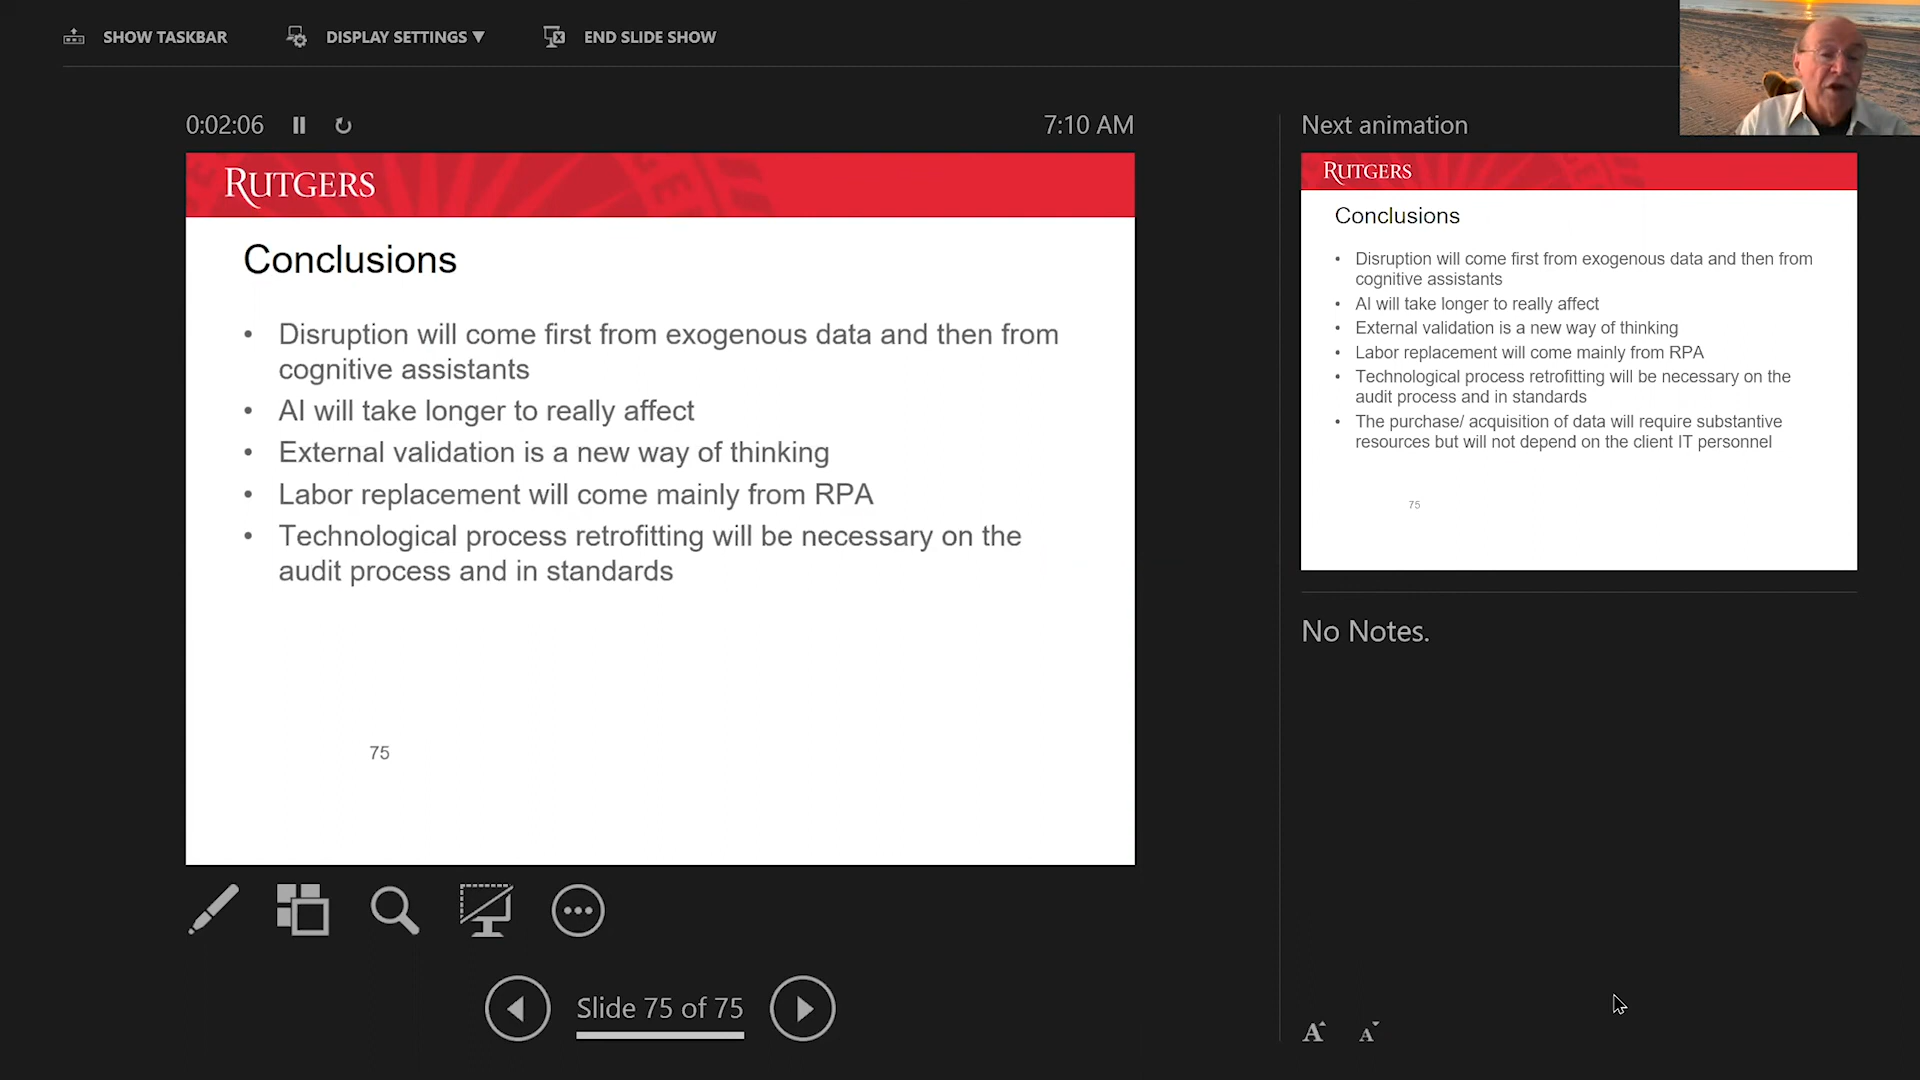 SHOW TASKBAR
DISPLAY SETTINGS ▼
END SLIDE SHOW
0:02:06
7:10 AM
RUTGERS
Conclusions
• Disruption will come first from exogenous data and then from
cognitive assistants
• AI will take longer to really affect
• External validation is a new way of thinking
• Labor replacement will come mainly from RPA
• Technological process retrofitting will be necessary on the
audit process and in standards
75
Slide 75 of 75
Next animation
RUTGERS
Conclusions
• Disruption will come first from exogenous data and then from
cognitive assistants
• AI will take longer to really affect
• External validation is a new way of thinking
• Labor replacement will come mainly from RPA
• Technological process retrofitting will be necessary on the
audit process and in standards
• The purchase/ acquisition of data will require substantive
resources but will not depend on the client IT personnel
75
No Notes.
A A